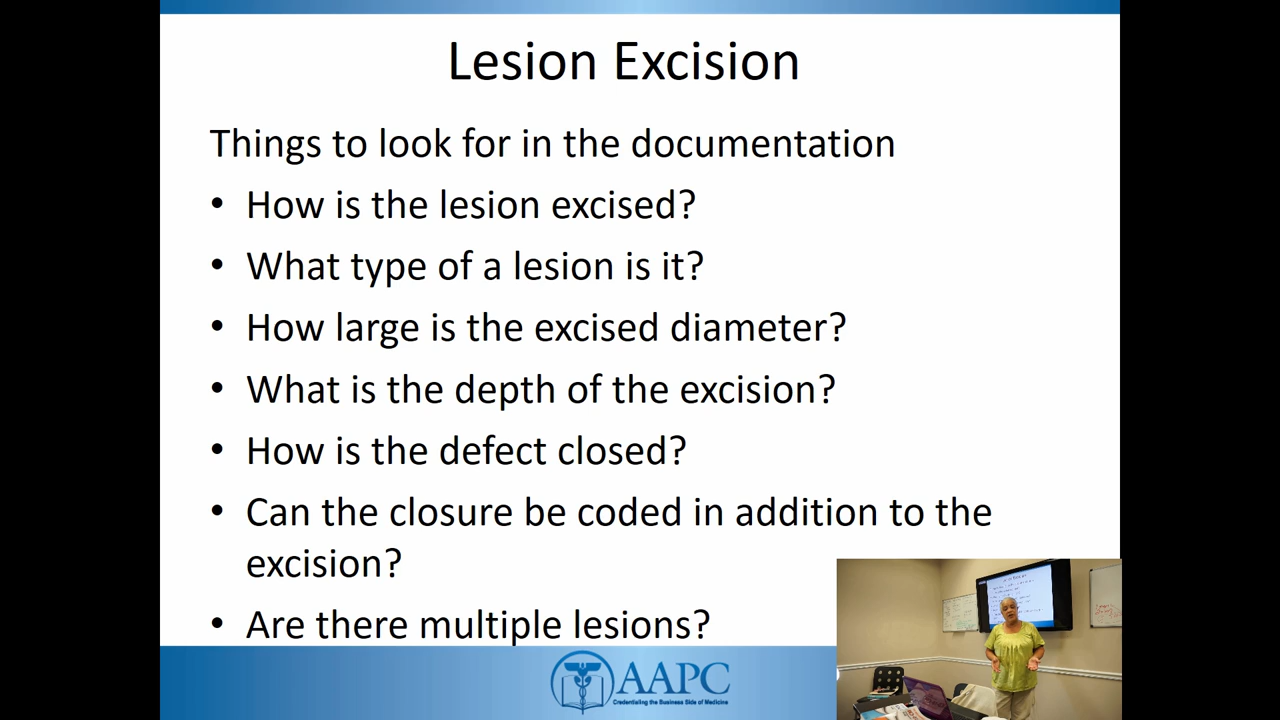 Lesion Excision
Things to look for in the documentation
• How is the lesion excised?
• What type of a lesion is it?
• How large is the excised diameter?
• What is the depth of the excision?
• How is the defect closed?
• Can the closure be coded in addition to the
excision?
• Are there multiple lesions?
AAPC
Credentialing the Business Side of Medicine